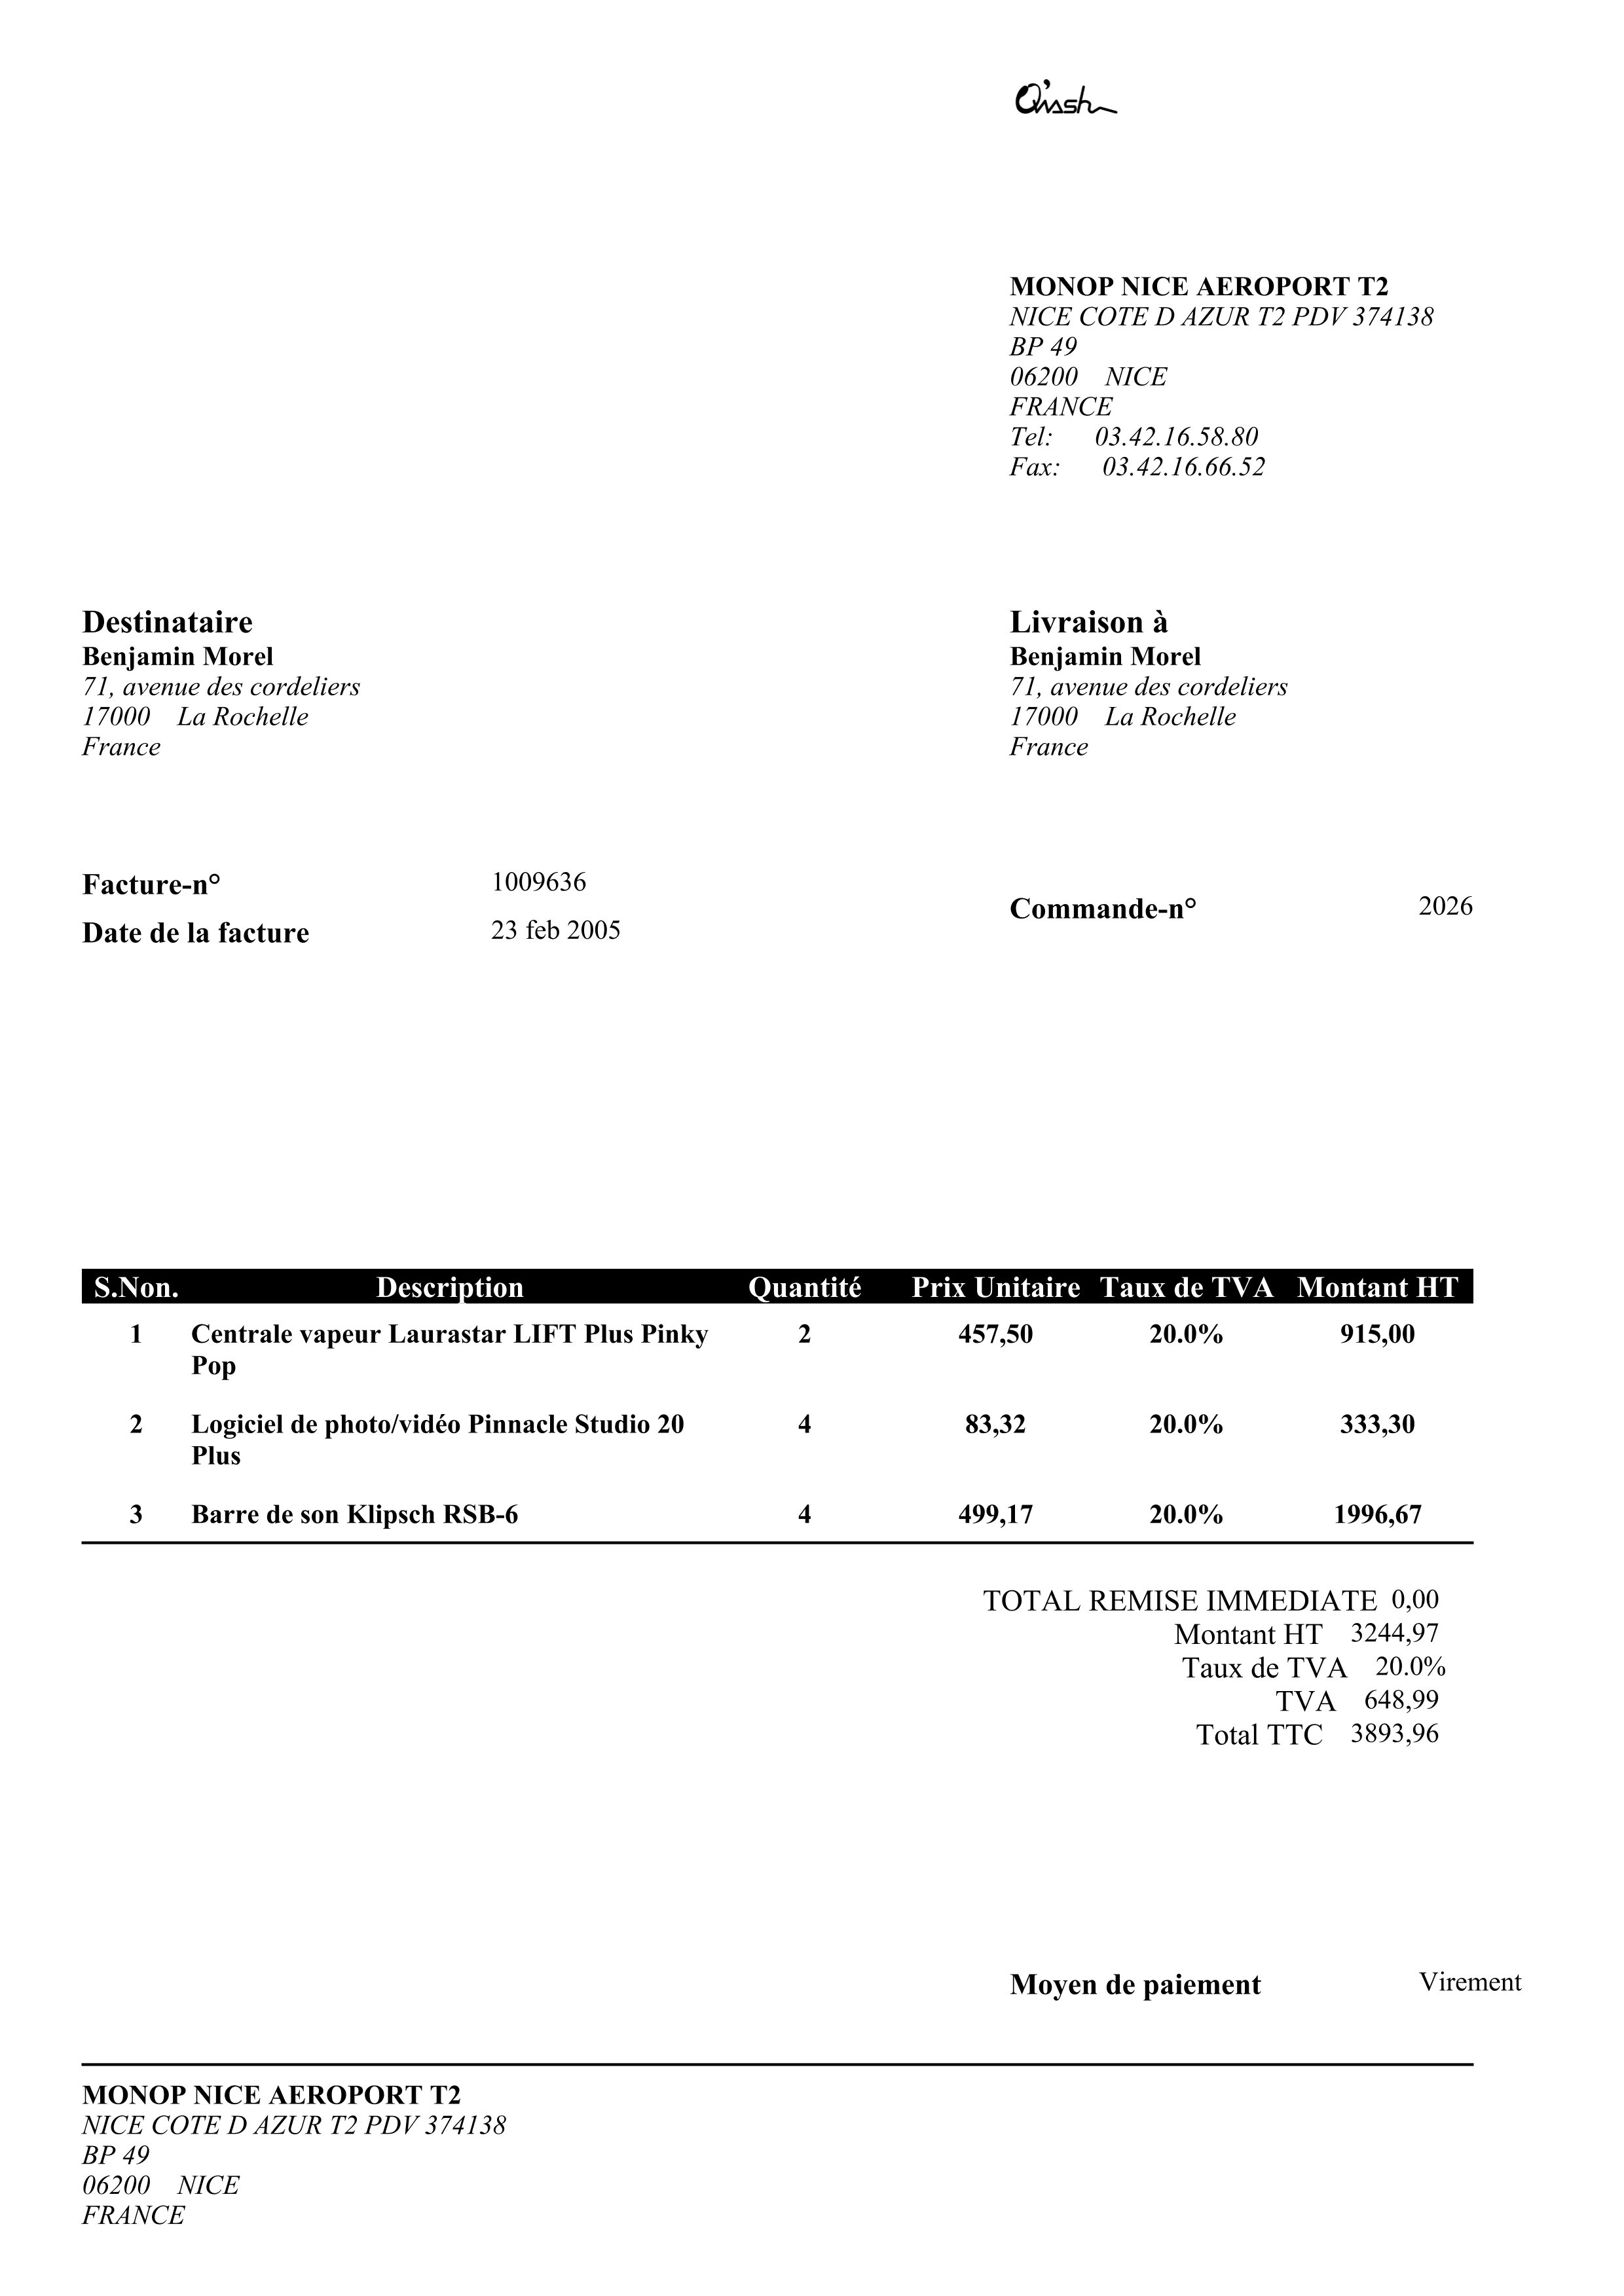 MONOP NICE AEROPORT T2
NICE COTE D AZUR T2 PDV 374138
BP 49
06200 NICE
FRANCE
Tel: 03.42.16.58.80
Fax: 03.42.16.66.52
Destinataire
Benjamin Morel
71, avenue des cordeliers
17000 La Rochelle
France
Livraison à
Benjamin Morel
71, avenue des cordeliers
17000 La Rochelle
France
Facture-n° 1009636
Date de la facture 23 feb 2005
Commande-n° 2026
S.Non. Description Quantité Prix Unitaire Taux de TVA Montant HT
1 Centrale vapeur Laurastar LIFT Plus Pinky 2 457,50 20.0% 915,00
Pop
2 Logiciel de photo/vidéo Pinnacle Studio 20 4 83,32 20.0% 333,30
Plus
3 Barre de son Klipsch RSB-6 4 499,17 20.0% 1996,67
TOTAL REMISE IMMEDIATE 0,00
Montant HT 3244,97
Taux de TVA 20.0%
TVA 648,99
Total TTC 3893,96
Moyen de paiement Virement
MONOP NICE AEROPORT T2
NICE COTE D AZUR T2 PDV 374138
BP 49
06200 NICE
FRANCE